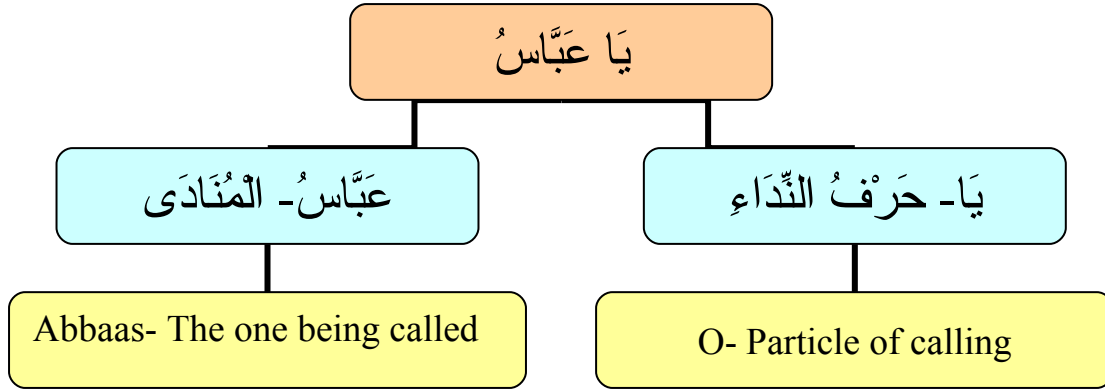 يَا عَبَّاسُ
يَا- حَرْفُ النِّدَاءِ
عَبَّاسُ- الْمُنَادَى
O- Particle of calling
Abbaas- The one being called